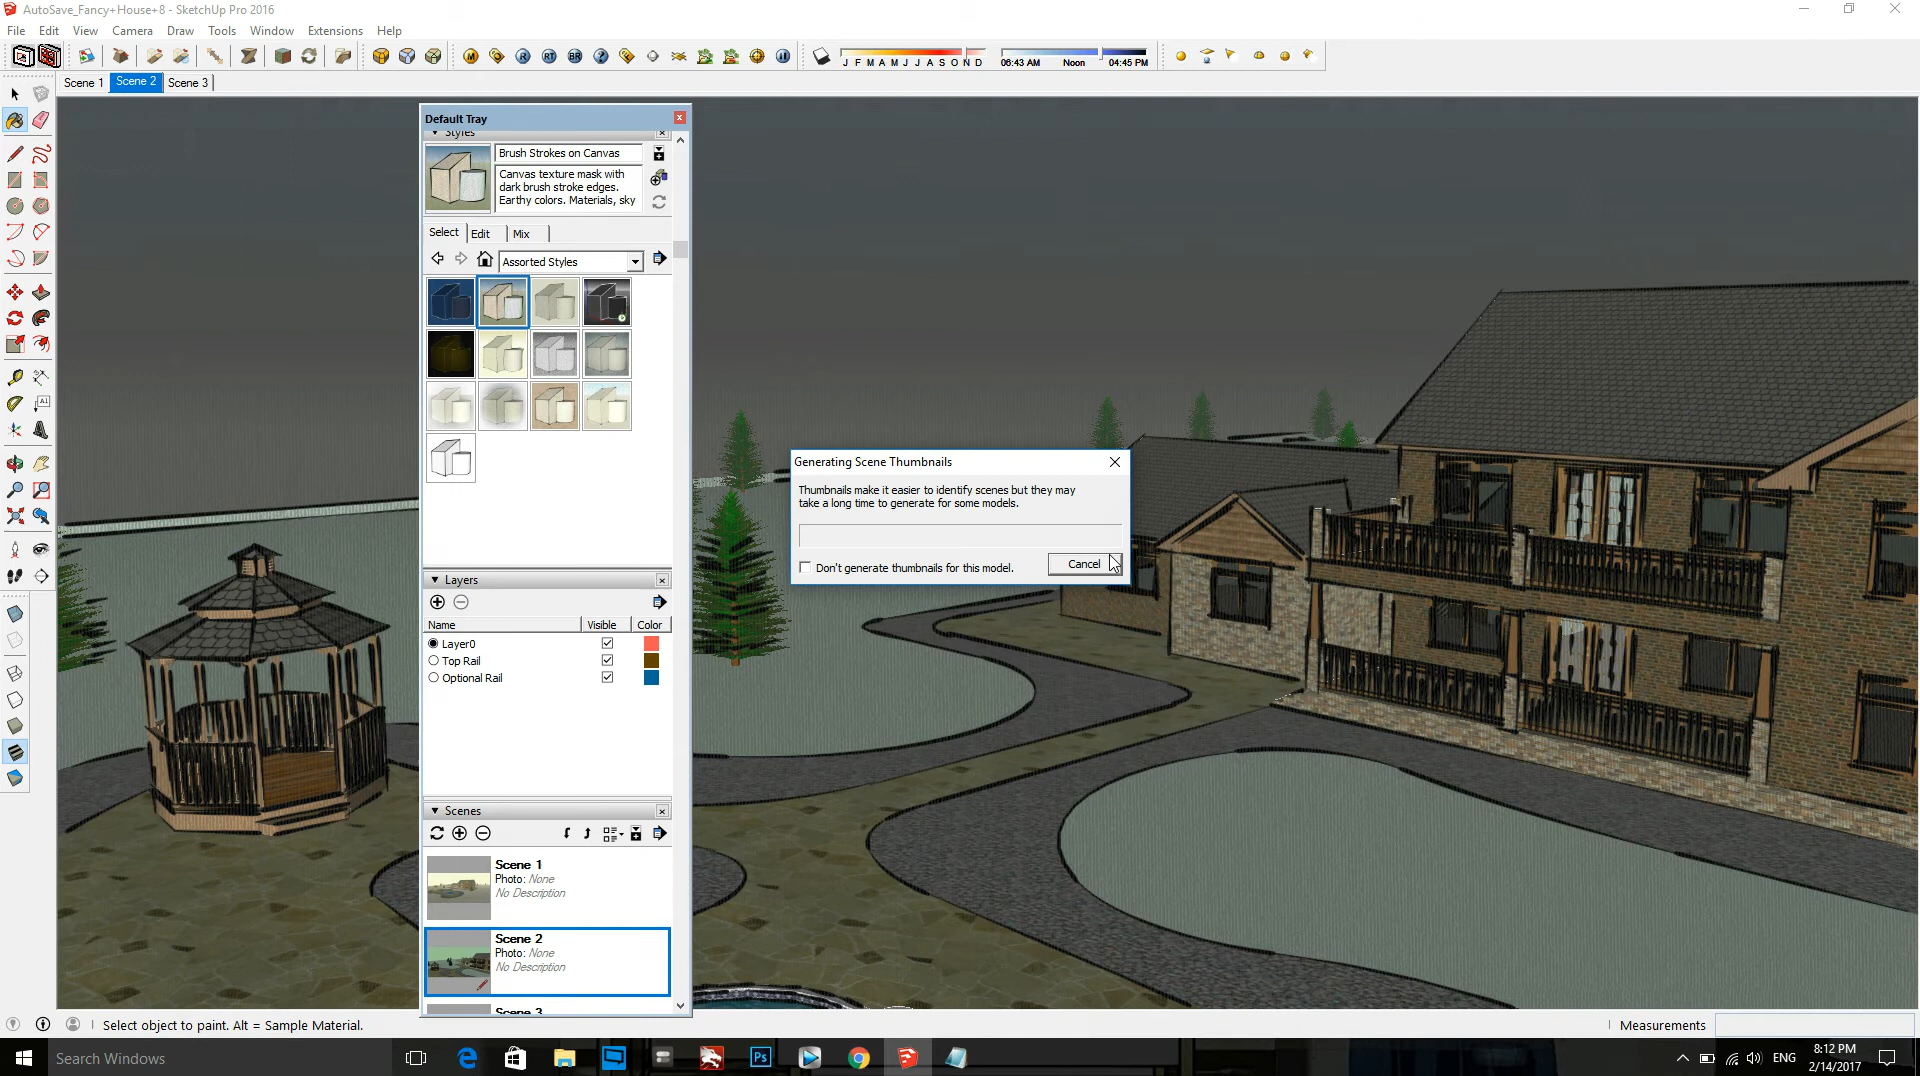 AutoSave_Fancy+House+8 - SketchUp Pro 2016
File Edit View Camera Draw Tools Window Extensions Help
J F M A M J J A S O N D
06:43 AM Noon 04:45 PM
Scene 1 Scene 2 Scene 3
Default Tray
Styles
Brush Strokes on Canvas
Canvas texture mask with
dark brush stroke edges.
Earthy colors. Materials, sky
Select Edit Mix
Assorted Styles
Generating Scene Thumbnails
Thumbnails make it easier to identify scenes but they may
take a long time to generate for some models.
Don't generate thumbnails for this model.
Cancel
Layers
Name Visible Color
Layer0
Top Rail
Optional Rail
Scenes
Scene 1
Photo: None
No Description
Scene 2
Photo: None
No Description
Scene 3
Select object to paint. Alt = Sample Material.
Measurements
Search Windows
ENG
8:12 PM
2/14/2017